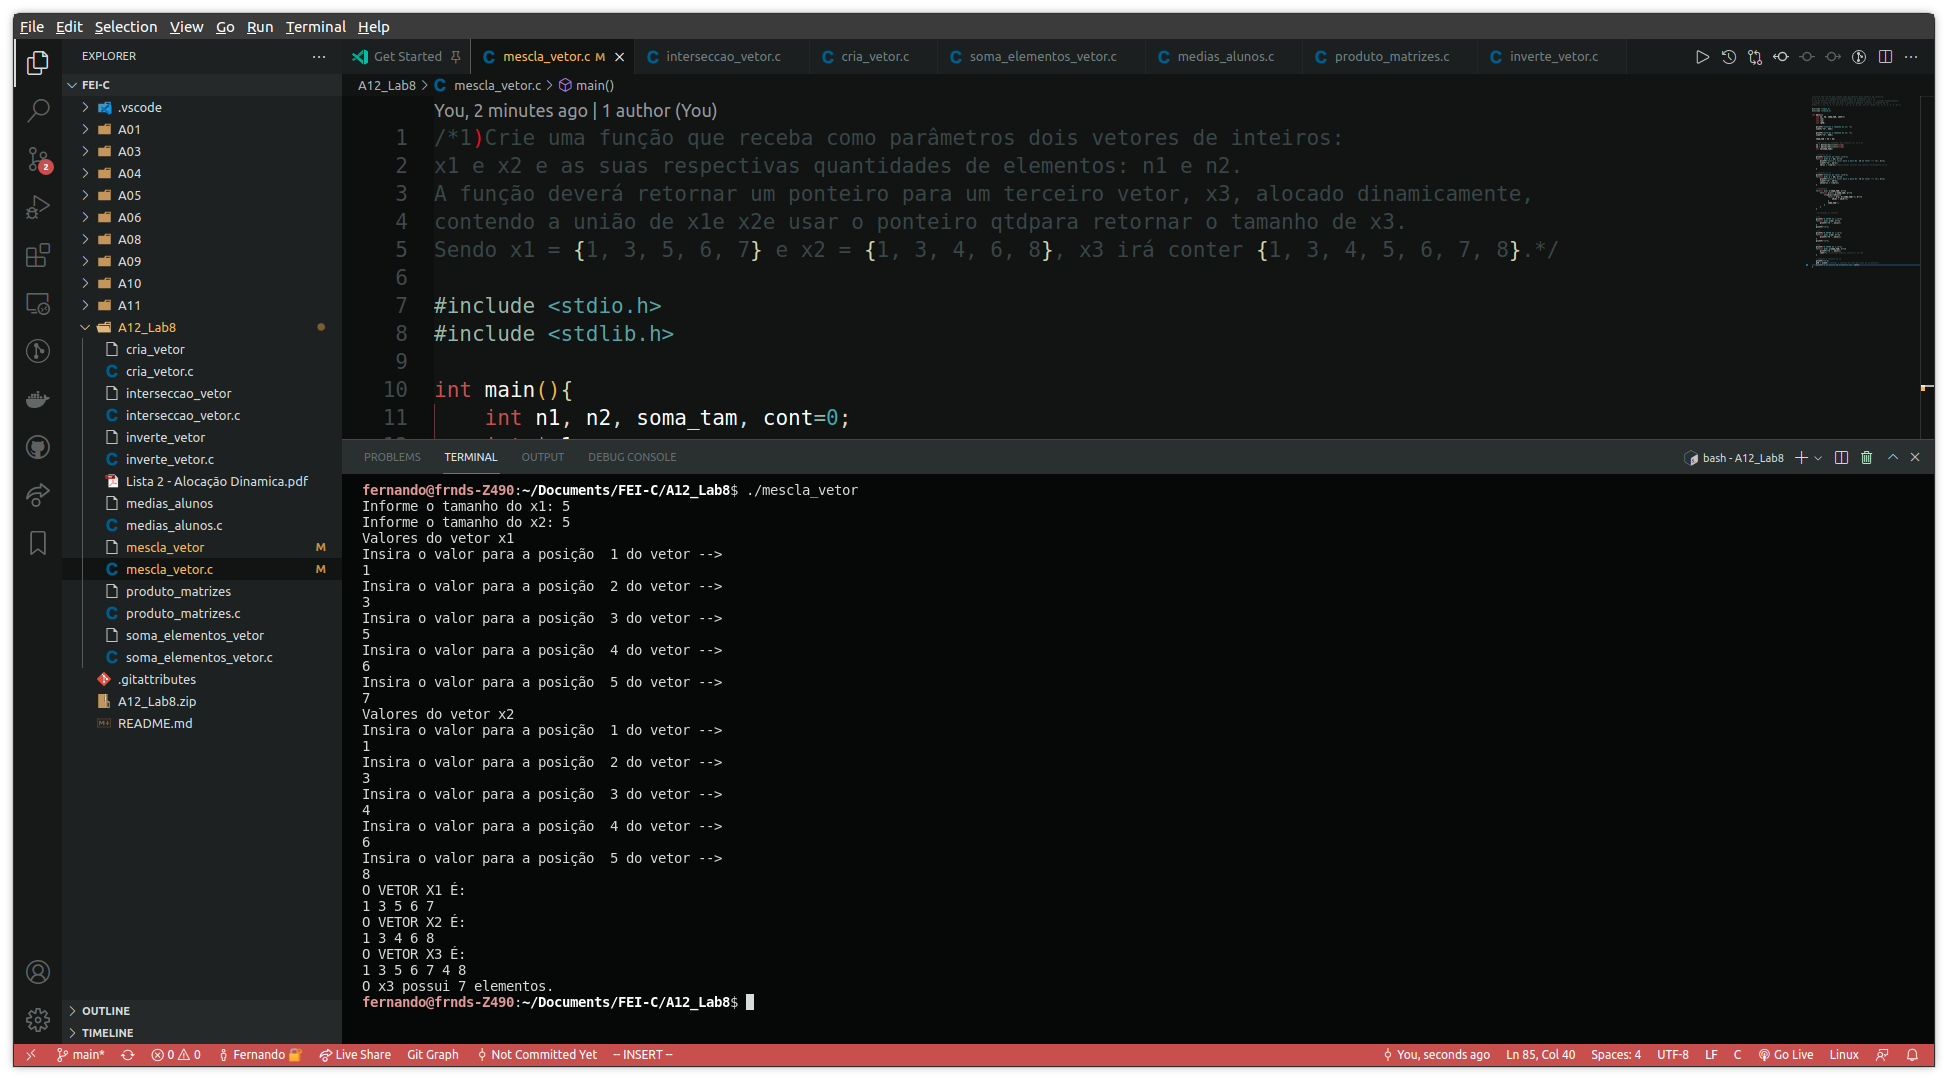 File Edit Selection View Go Run Terminal Help
EXPLORER
FEI-C
.vscode
A01
A03
A04
A05
A06
A08
A09
A10
A11
A12_Lab8
cria_vetor
cria_vetor.c
interseccao_vetor
interseccao_vetor.c
inverte_vetor
inverte_vetor.c
Lista 2 - Alocação Dinamica.pdf
medias_alunos
medias_alunos.c
mescla_vetor M
mescla_vetor.c M
produto_matrizes
produto_matrizes.c
soma_elementos_vetor
soma_elementos_vetor.c
.gitattributes
A12_Lab8.zip
README.md
OUTLINE
TIMELINE
2
Get Started mescla_vetor.c M interseccao_vetor.c cria_vetor.c soma_elementos_vetor.c medias_alunos.c produto_matrizes.c inverte_vetor.c
A12_Lab8 > C mescla_vetor.c > main()
You, 2 minutes ago | 1 author (You)
1 /*1)Crie uma função que receba como parâmetros dois vetores de inteiros:
2 x1 e x2 e as suas respectivas quantidades de elementos: n1 e n2.
3 A função deverá retornar um ponteiro para um terceiro vetor, x3, alocado dinamicamente,
4 contendo a união de x1e x2e usar o ponteiro qtdpara retornar o tamanho de x3.
5 Sendo x1 = {1, 3, 5, 6, 7} e x2 = {1, 3, 4, 6, 8}, x3 irá conter {1, 3, 4, 5, 6, 7, 8}.*/
6
7 #include <stdio.h>
8 #include <stdlib.h>
9
10 int main(){
11 int n1, n2, soma_tam, cont=0;
PROBLEMS TERMINAL OUTPUT DEBUG CONSOLE
bash - A12_Lab8
fernando@frnds-Z490:~/Documents/FEI-C/A12_Lab8$ ./mescla_vetor
Informe o tamanho do x1: 5
Informe o tamanho do x2: 5
Valores do vetor x1
Insira o valor para a posição  1 do vetor -->
1
Insira o valor para a posição  2 do vetor -->
3
Insira o valor para a posição  3 do vetor -->
5
Insira o valor para a posição  4 do vetor -->
6
Insira o valor para a posição  5 do vetor -->
7
Valores do vetor x2
Insira o valor para a posição  1 do vetor -->
1
Insira o valor para a posição  2 do vetor -->
3
Insira o valor para a posição  3 do vetor -->
4
Insira o valor para a posição  4 do vetor -->
6
Insira o valor para a posição  5 do vetor -->
8
O VETOR X1 É:
1 3 5 6 7
O VETOR X2 É:
1 3 4 6 8
O VETOR X3 É:
1 3 5 6 7 4 8
O x3 possui 7 elementos.
fernando@frnds-Z490:~/Documents/FEI-C/A12_Lab8$
main* 0 0 Fernando Live Share Git Graph Not Committed Yet -- INSERT -- You, seconds ago Ln 85, Col 40 Spaces: 4 UTF-8 LF C Go Live Linux